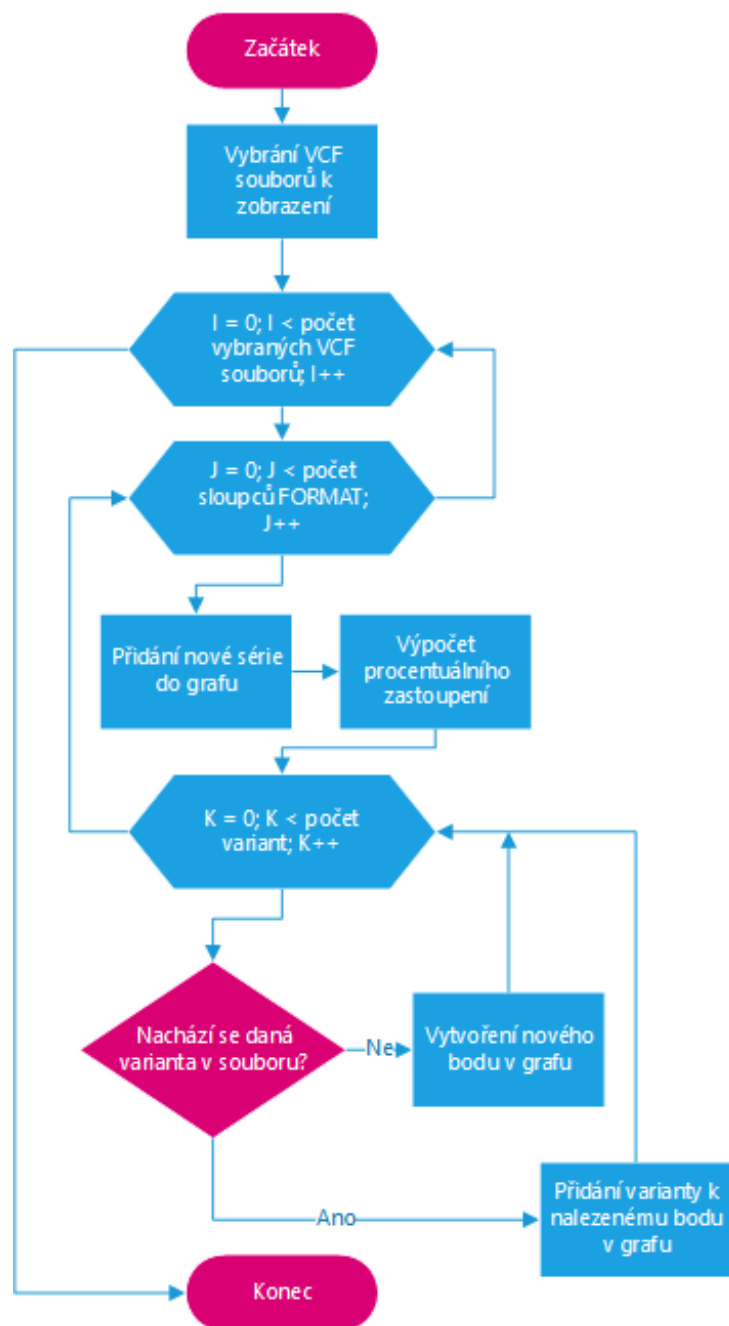 Začátek
Vybrání VCF
souborů k
zobrazení
I = 0; I < počet
vybraných VCF
souborů; I++
J = 0; J < počet
sloupců FORMAT;
J++
Přidání nové série
do grafu
Výpočet
procentuálního
zastoupení
K = 0; K < počet
variant; K++
Nachází se daná
varianta v souboru?
Ne
Vytvoření nového
bodu v grafu
Ano
Přidání varianty k
nalezenému bodu
v grafu
Konec